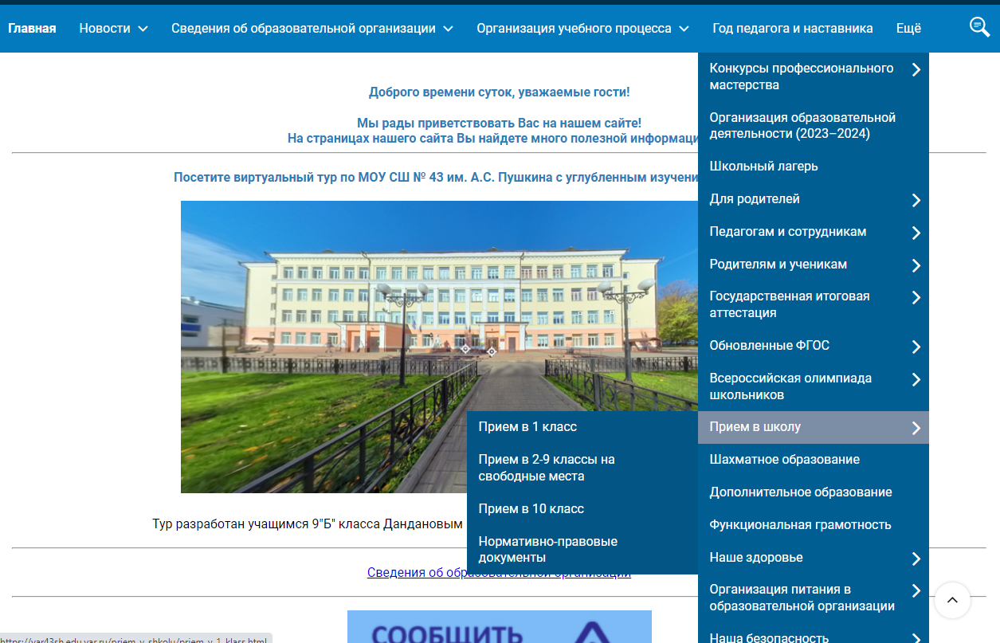 Главная
Новости
Сведения об образовательной организации
Организация учебного процесса
Год педагога и наставника
Ещё
Доброго времени суток, уважаемые гости!
Мы рады приветствовать Вас на нашем сайте!
На страницах нашего сайта Вы найдете много полезной информаци
Посетите виртуальный тур по МОУ СШ № 43 им. А.С. Пушкина с углубленным изучени
Тур разработан учащимся 9"Б" класса Дандановым
Сведения об образовательной организации
СООБЩИТЬ
Конкурсы профессионального
мастерства
Организация образовательной
деятельности (2023–2024)
Школьный лагерь
Для родителей
Педагогам и сотрудникам
Родителям и ученикам
Государственная итоговая
аттестация
Обновленные ФГОС
Всероссийская олимпиада
школьников
Прием в школу
Прием в 1 класс
Прием в 2-9 классы на
свободные места
Прием в 10 класс
Нормативно-правовые
документы
Шахматное образование
Дополнительное образование
Функциональная грамотность
Наше здоровье
Организация питания в
образовательной организации
Наша безопасность
https://yar43sh.edu.yar.ru/priem_v_shkolu/priem_v_1_klass.html